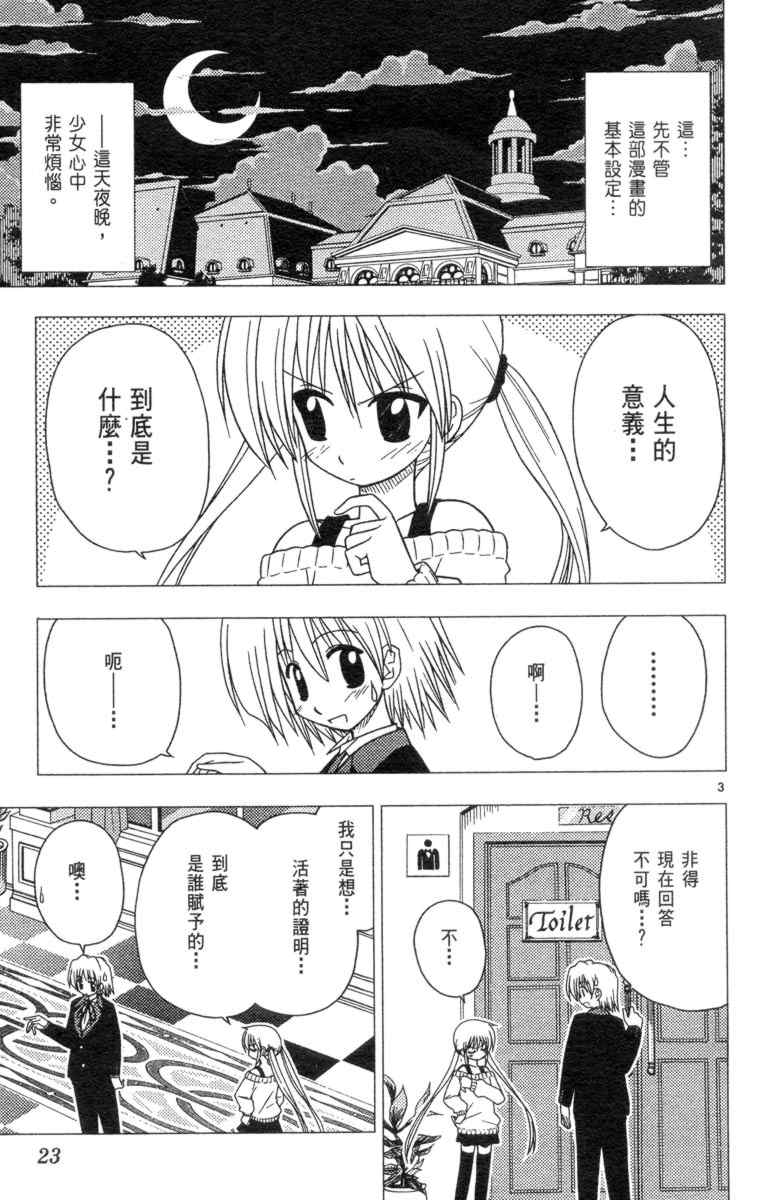 這…
先不管
這部漫畫的
基本設定…
——這天夜晚，
少女心中
非常煩惱。
人生的
意義…
到底是
什麼…？
………
啊—…
呃——…
3
Res
非得
現在回答
不可嗎…？
Toilet
不…
我只是想…
活著的證明…
到底
是誰賦予的…
噢…
23